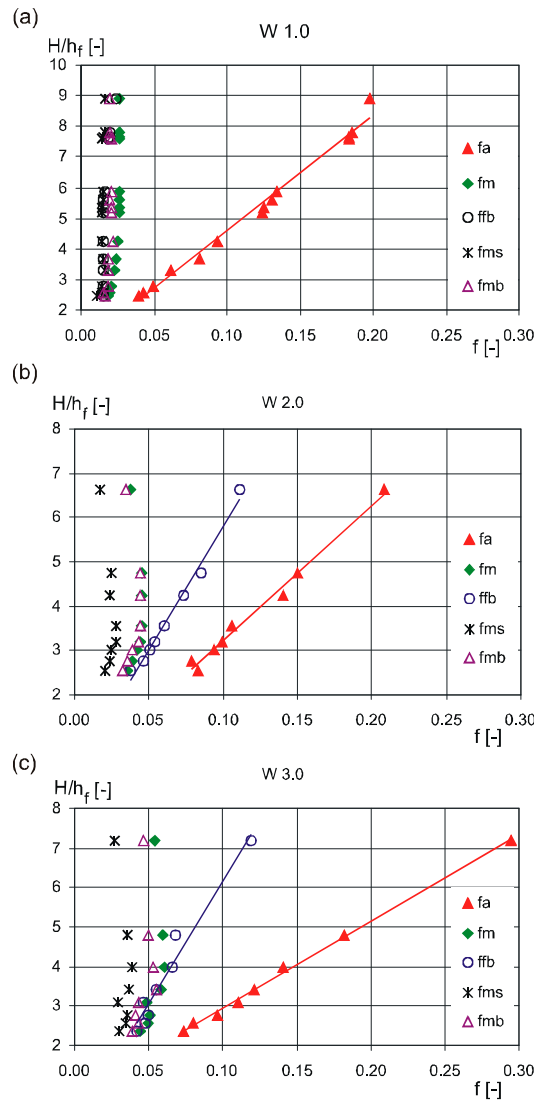 (a)
W 1.0
H/hf [-]
10
9
8
7
6
5
4
3
2
0.00 0.05 0.10 0.15 0.20 0.25 0.30
f [-]
fa
fm
ffb
fms
fmb
(b)
W 2.0
H/hf [-]
8
7
6
5
4
3
2
0.00 0.05 0.10 0.15 0.20 0.30
f [-]
fa
fm
ffb
fms
fmb
(c)
W 3.0
H/hf [-]
8
7
6
5
4
3
2
0.00 0.05 0.10 0.15 0.20 0.25 0.30
f [-]
fa
fm
ffb
fms
fmb